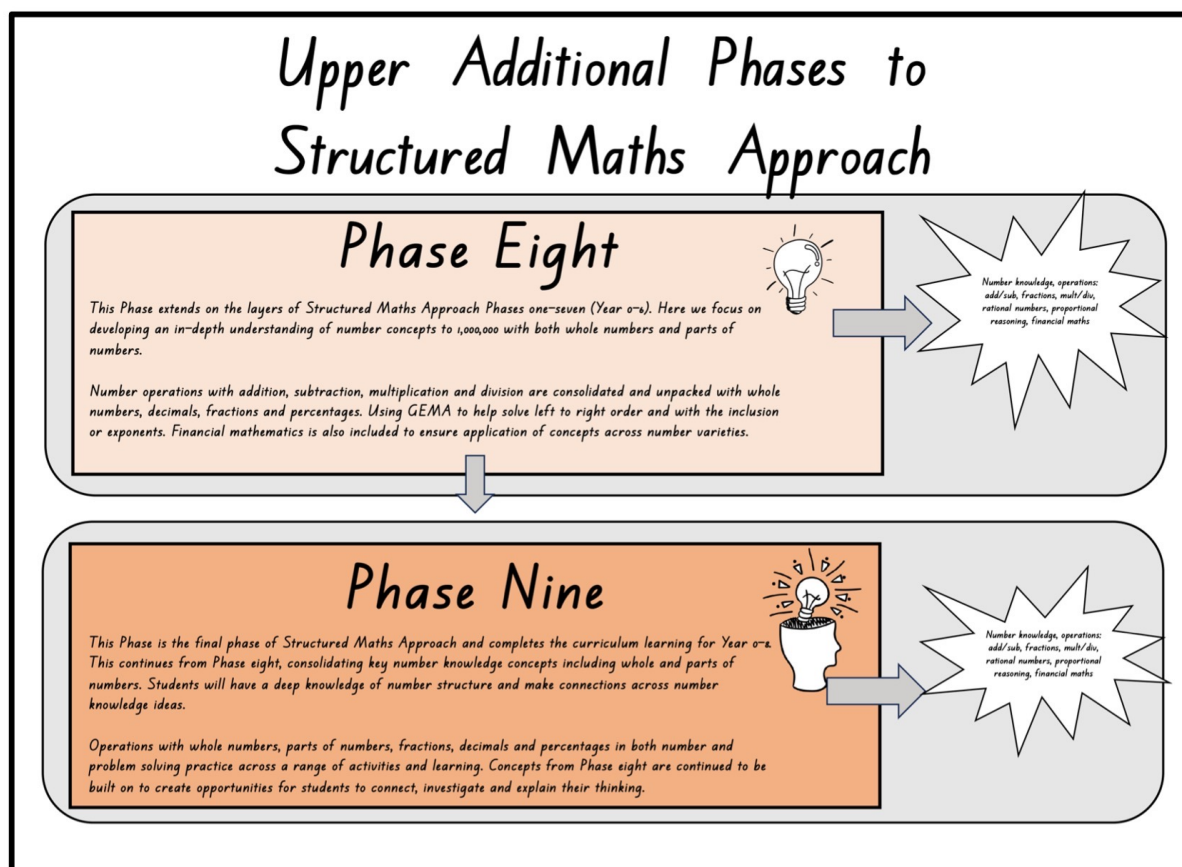 Upper Additional Phases to
Structured Maths Approach
Phase Eight
This Phase extends on the layers of Structured Maths Approach Phases one-seven (Year 0-6). Here we focus on
developing an in-depth understanding of number concepts to 1,000,000 with both whole numbers and parts of
numbers.
Number operations with addition, subtraction, multiplication and division are consolidated and unpacked with whole
numbers, decimals, fractions and percentages. Using GEMA to help solve left to right order and with the inclusion
or exponents. Financial mathematics is also included to ensure application of concepts across number varieties.
Number knowledge, operations:
add/sub, fractions, mult/div,
rational numbers, proportional
reasoning, financial maths
Phase Nine
This Phase is the final phase of Structured Maths Approach and completes the curriculum learning for Year
This continues from Phase eight, consolidating key number knowledge concepts including whole and parts of
numbers. Students will have a deep knowledge of number structure and make connections across number
knowledge ideas.
Operations with whole numbers, parts of numbers, fractions, decimals and percentages in both number and
problem solving practice across a range of activities and learning. Concepts from Phase eight are continued to be
built on to create opportunities for students to connect, investigate and explain their thinking.
Number knowledge, operations:
add/sub, fractions, mult/div,
rational numbers, proportional
reasoning, financial maths